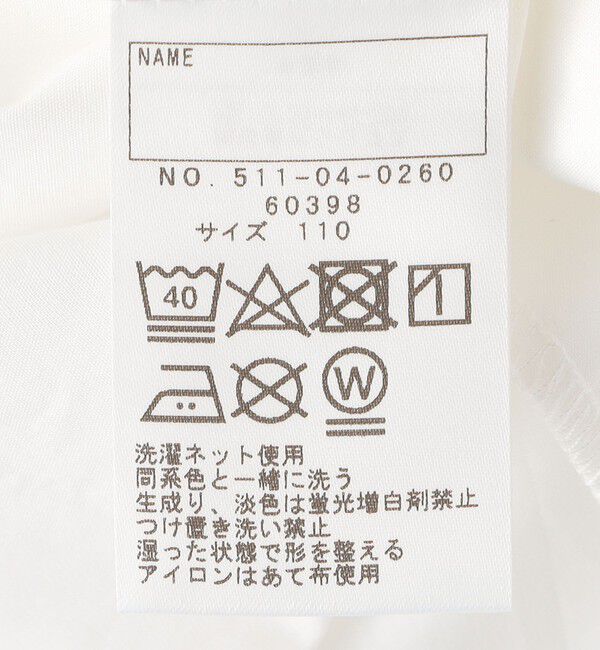 NAME
NO. 511-04-0260
60398
サイズ 110
40
W
洗濯ネット使用
同系色と一緒に洗う
生成り、淡色は蛍光増白剤禁止
つけ置き洗い禁止
湿った状態で形を整える
アイロンはあて布使用